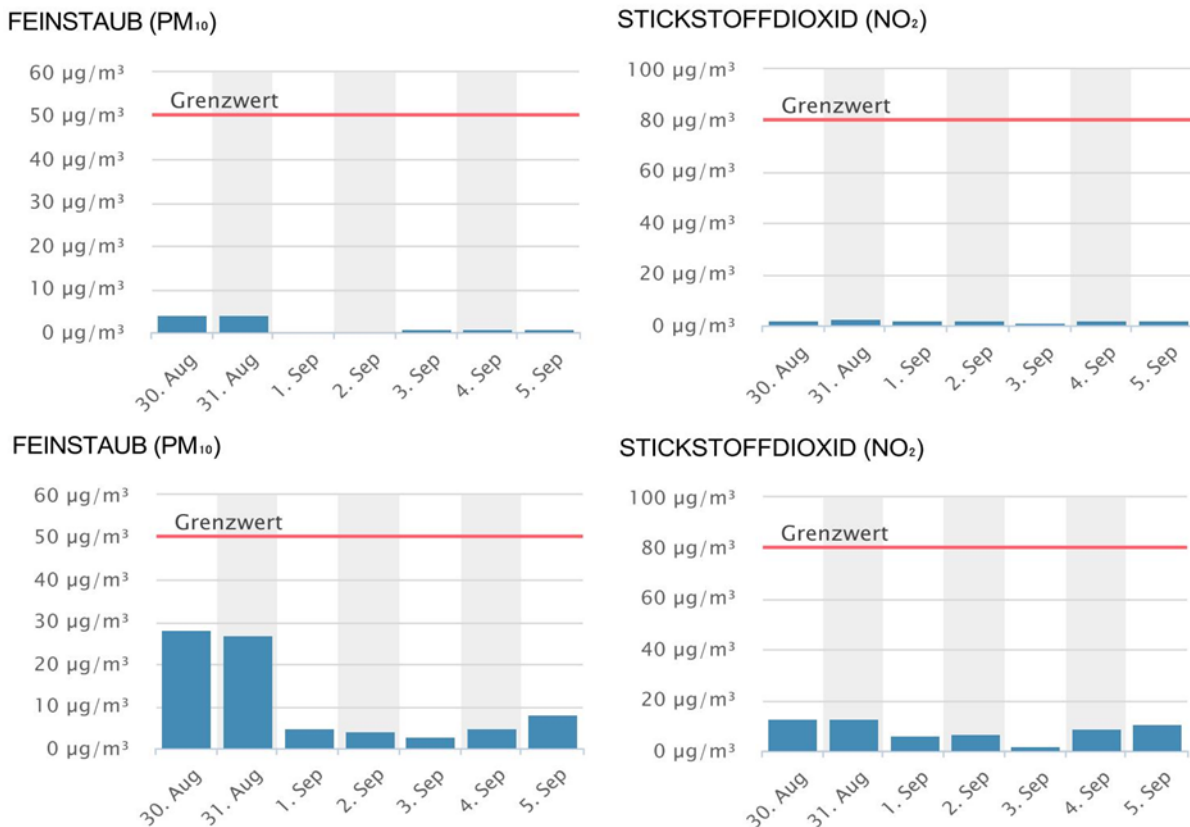 FEINSTAUB (PM₁₀)
60 µg/m³
50 µg/m³
40 µg/m³
30 µg/m³
20 µg/m³
10 µg/m³
0 µg/m³
Grenzwert
30. Aug
31. Aug
1. Sep
2. Sep
3. Sep
4. Sep
5. Sep
STICKSTOFFDIOXID (NO₂)
100 µg/m³
80 µg/m³
60 µg/m³
40 µg/m³
20 µg/m³
0 µg/m³
Grenzwert
30. Aug
31. Aug
1. Sep
2. Sep
3. Sep
4. Sep
5. Sep
FEINSTAUB (PM₁₀)
60 µg/m³
50 µg/m³
40 µg/m³
30 µg/m³
20 µg/m³
10 µg/m³
0 µg/m³
Grenzwert
30. Aug
31. Aug
1. Sep
2. Sep
3. Sep
4. Sep
5. Sep
STICKSTOFFDIOXID (NO₂)
100 µg/m³
80 µg/m³
60 µg/m³
40 µg/m³
20 µg/m³
0 µg/m³
Grenzwert
30. Aug
31. Aug
1. Sep
2. Sep
3. Sep
4. Sep
5. Sep